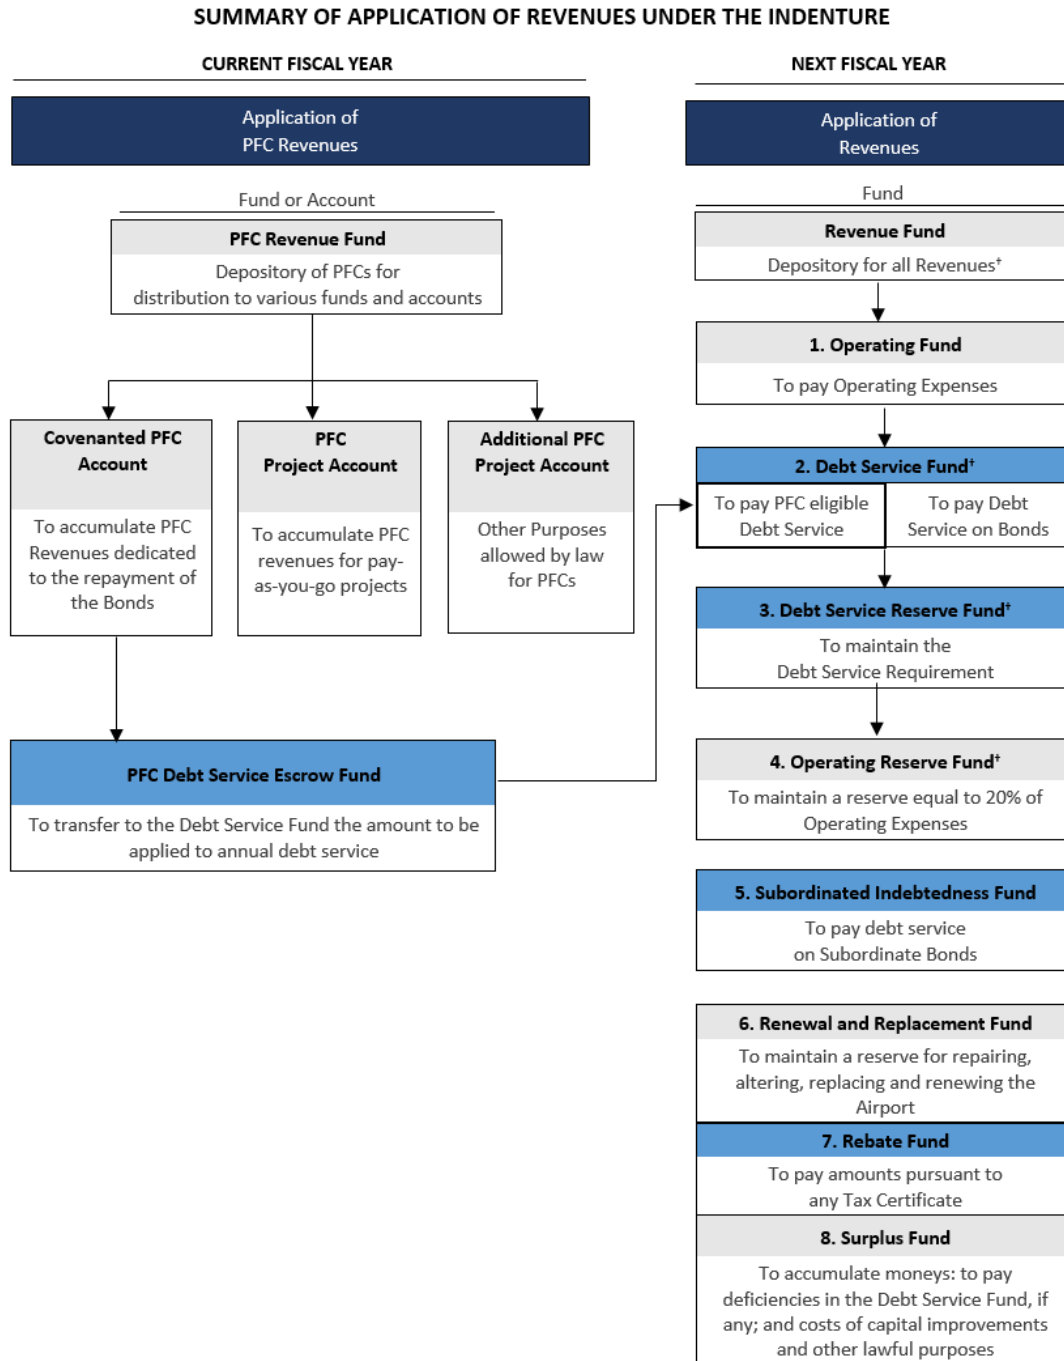 SUMMARY OF APPLICATION OF REVENUES UNDER THE INDENTURE
CURRENT FISCAL YEAR
Application of
PFC Revenues
Fund or Account
PFC Revenue Fund
Depository of PFCs for
distribution to various funds and accounts
Covenanted PFC
Account
To accumulate PFC
Revenues dedicated
to the repayment of
the Bonds
PFC
Project Account
To accumulate PFC
revenues for pay-
as-you-go projects
Additional PFC
Project Account
Other Purposes
allowed by law
for PFCs
PFC Debt Service Escrow Fund
To transfer to the Debt Service Fund the amount to be
applied to annual debt service
NEXT FISCAL YEAR
Application of
Revenues
Fund
Revenue Fund
Depository for all Revenues†
1. Operating Fund
To pay Operating Expenses
2. Debt Service Fund†
To pay PFC eligible
Debt Service
To pay Debt
Service on Bonds
3. Debt Service Reserve Fund†
To maintain the
Debt Service Requirement
4. Operating Reserve Fund†
To maintain a reserve equal to 20% of
Operating Expenses
5. Subordinated Indebtedness Fund
To pay debt service
on Subordinate Bonds
6. Renewal and Replacement Fund
To maintain a reserve for repairing,
altering, replacing and renewing the
Airport
7. Rebate Fund
To pay amounts pursuant to
any Tax Certificate
8. Surplus Fund
To accumulate moneys: to pay
deficiencies in the Debt Service Fund, if
any; and costs of capital improvements
and other lawful purposes